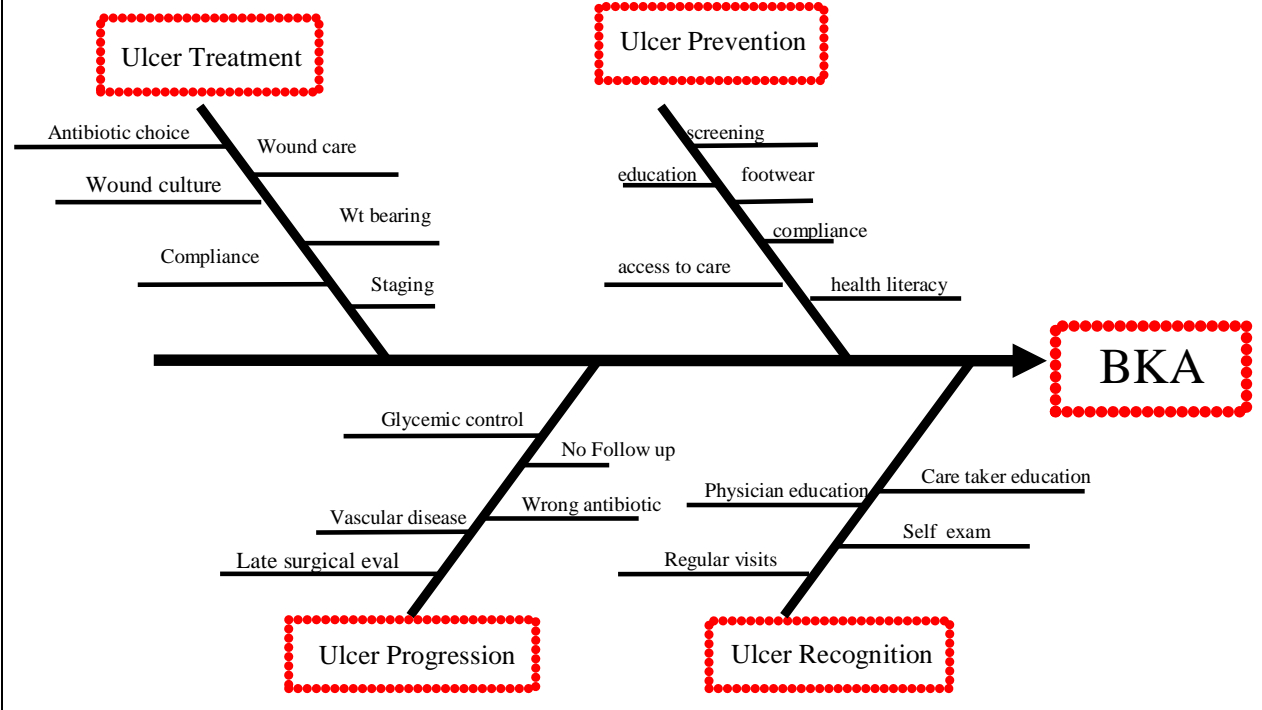 Ulcer Treatment
Ulcer Prevention
Antibiotic choice
Wound care
Wound culture
Wt bearing
Compliance
Staging
screening
education
footwear
compliance
access to care
health literacy
BKA
Glycemic control
No Follow up
Vascular disease
Wrong antibiotic
Late surgical eval
Physician education
Care taker education
Self exam
Regular visits
Ulcer Progression
Ulcer Recognition